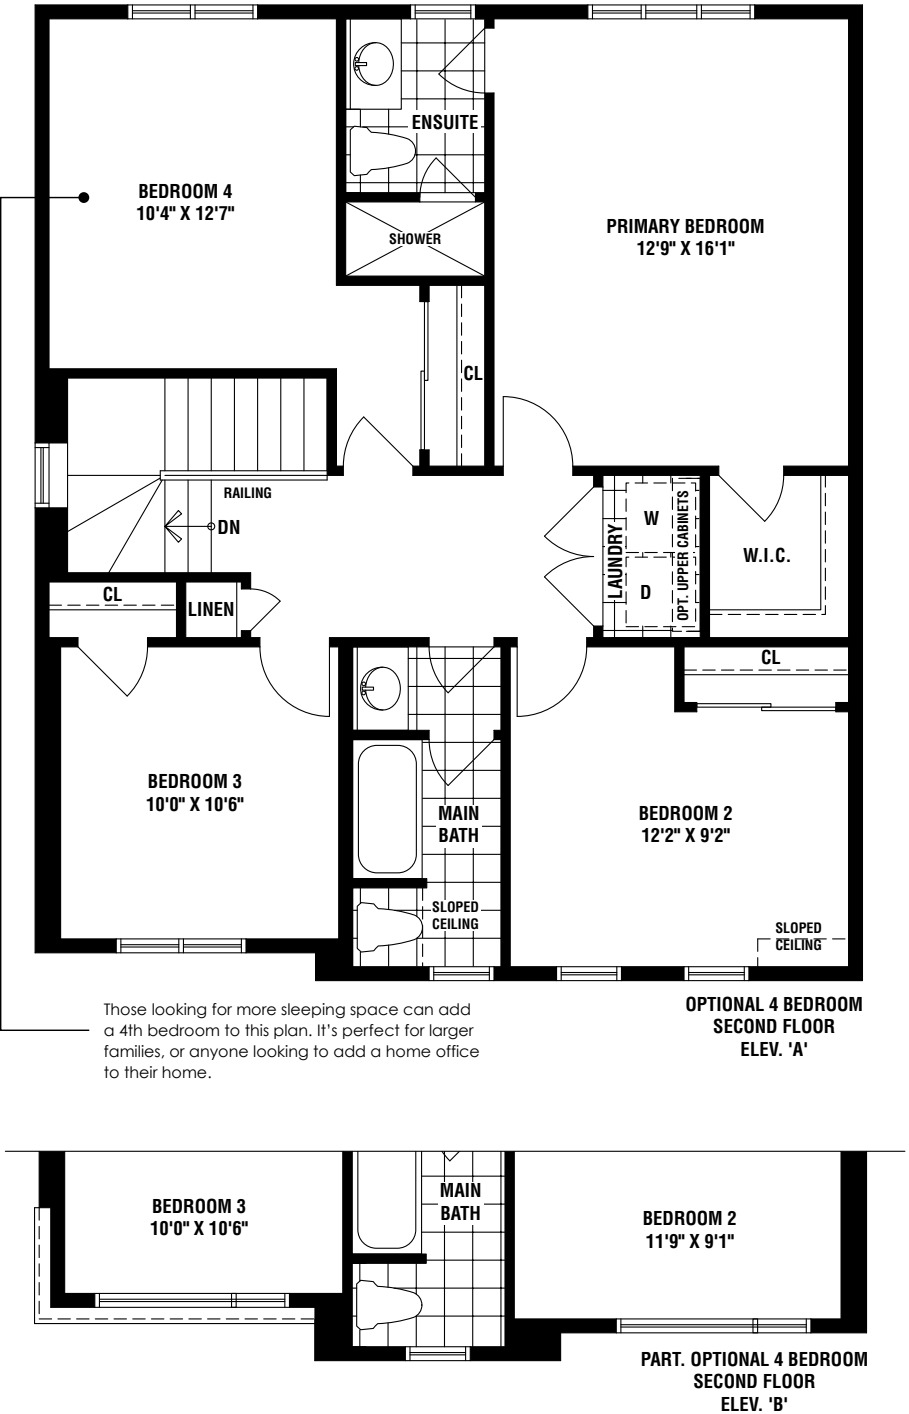 ENSUITE
BEDROOM 4
10'4" X 12'7"
PRIMARY BEDROOM
12'9" X 16'1"
SHOWER
CL
RAILING
DN
LAUNDRY
W
D
OPT. UPPER CABINETS
W.I.C.
CL
LINEN
CL
BEDROOM 3
10'0" X 10'6"
MAIN
BATH
BEDROOM 2
12'2" X 9'2"
SLOPED
CEILING
SLOPED
CEILING
OPTIONAL 4 BEDROOM
SECOND FLOOR
ELEV. 'A'
Those looking for more sleeping space can add
a 4th bedroom to this plan. It's perfect for larger
families, or anyone looking to add a home office
to their home.
BEDROOM 3
10'0" X 10'6"
MAIN
BATH
BEDROOM 2
11'9" X 9'1"
PART. OPTIONAL 4 BEDROOM
SECOND FLOOR
ELEV. 'B'